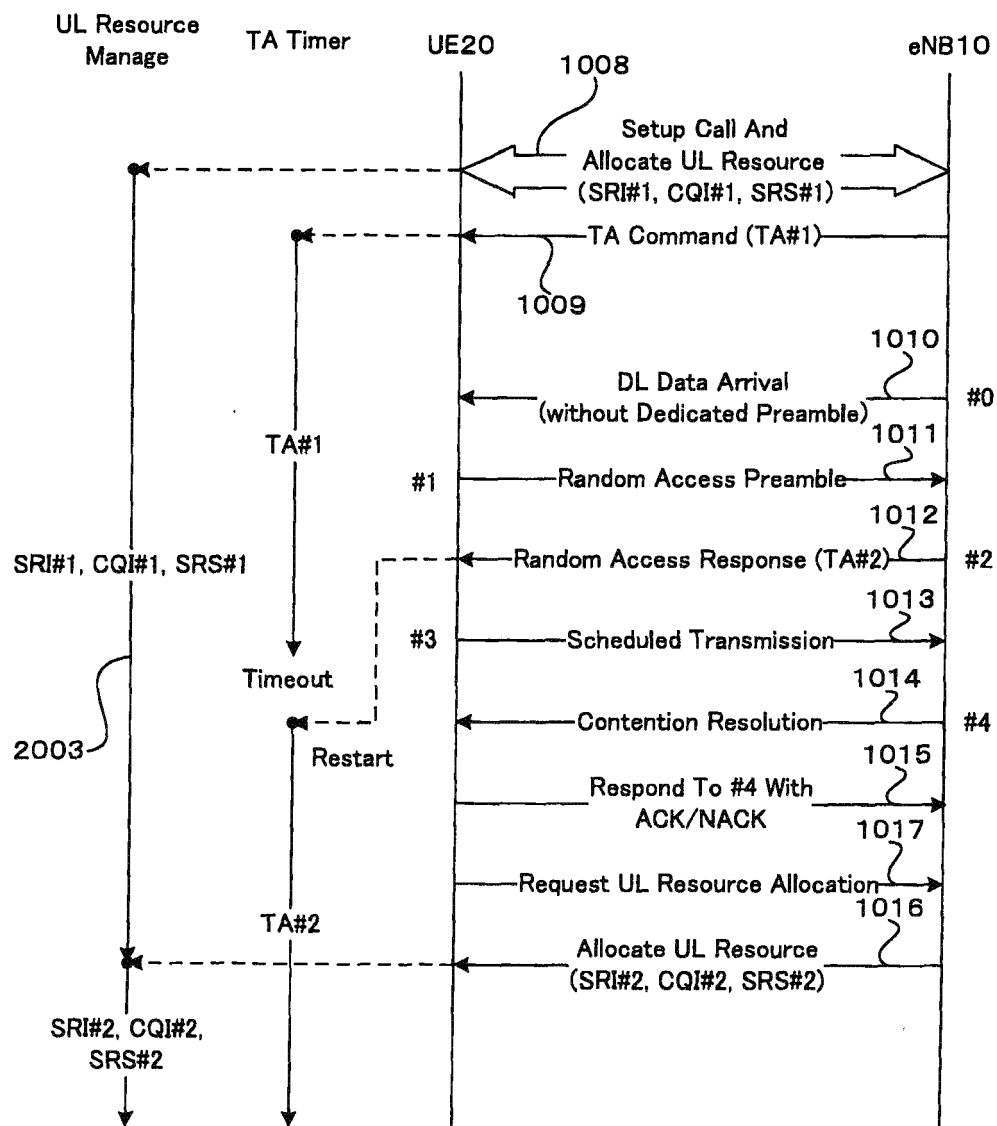 UL Resource
Manage
TA Timer
UE20
eNB10
1008
Setup Call And
Allocate UL Resource
(SRI#1, CQI#1, SRS#1)
TA Command (TA#1)
1009
1010
DL Data Arrival
(without Dedicated Preamble)
#0
TA#1
1011
#1
Random Access Preamble
1012
SRI#1, CQI#1, SRS#1
Random Access Response (TA#2)
#2
1013
#3
Scheduled Transmission
Timeout
1014
Contention Resolution
#4
2003
Restart
1015
Respond To #4 With
ACK/NACK
1017
Request UL Resource Allocation
TA#2
1016
Allocate UL Resource
(SRI#2, CQI#2, SRS#2)
SRI#2, CQI#2,
SRS#2